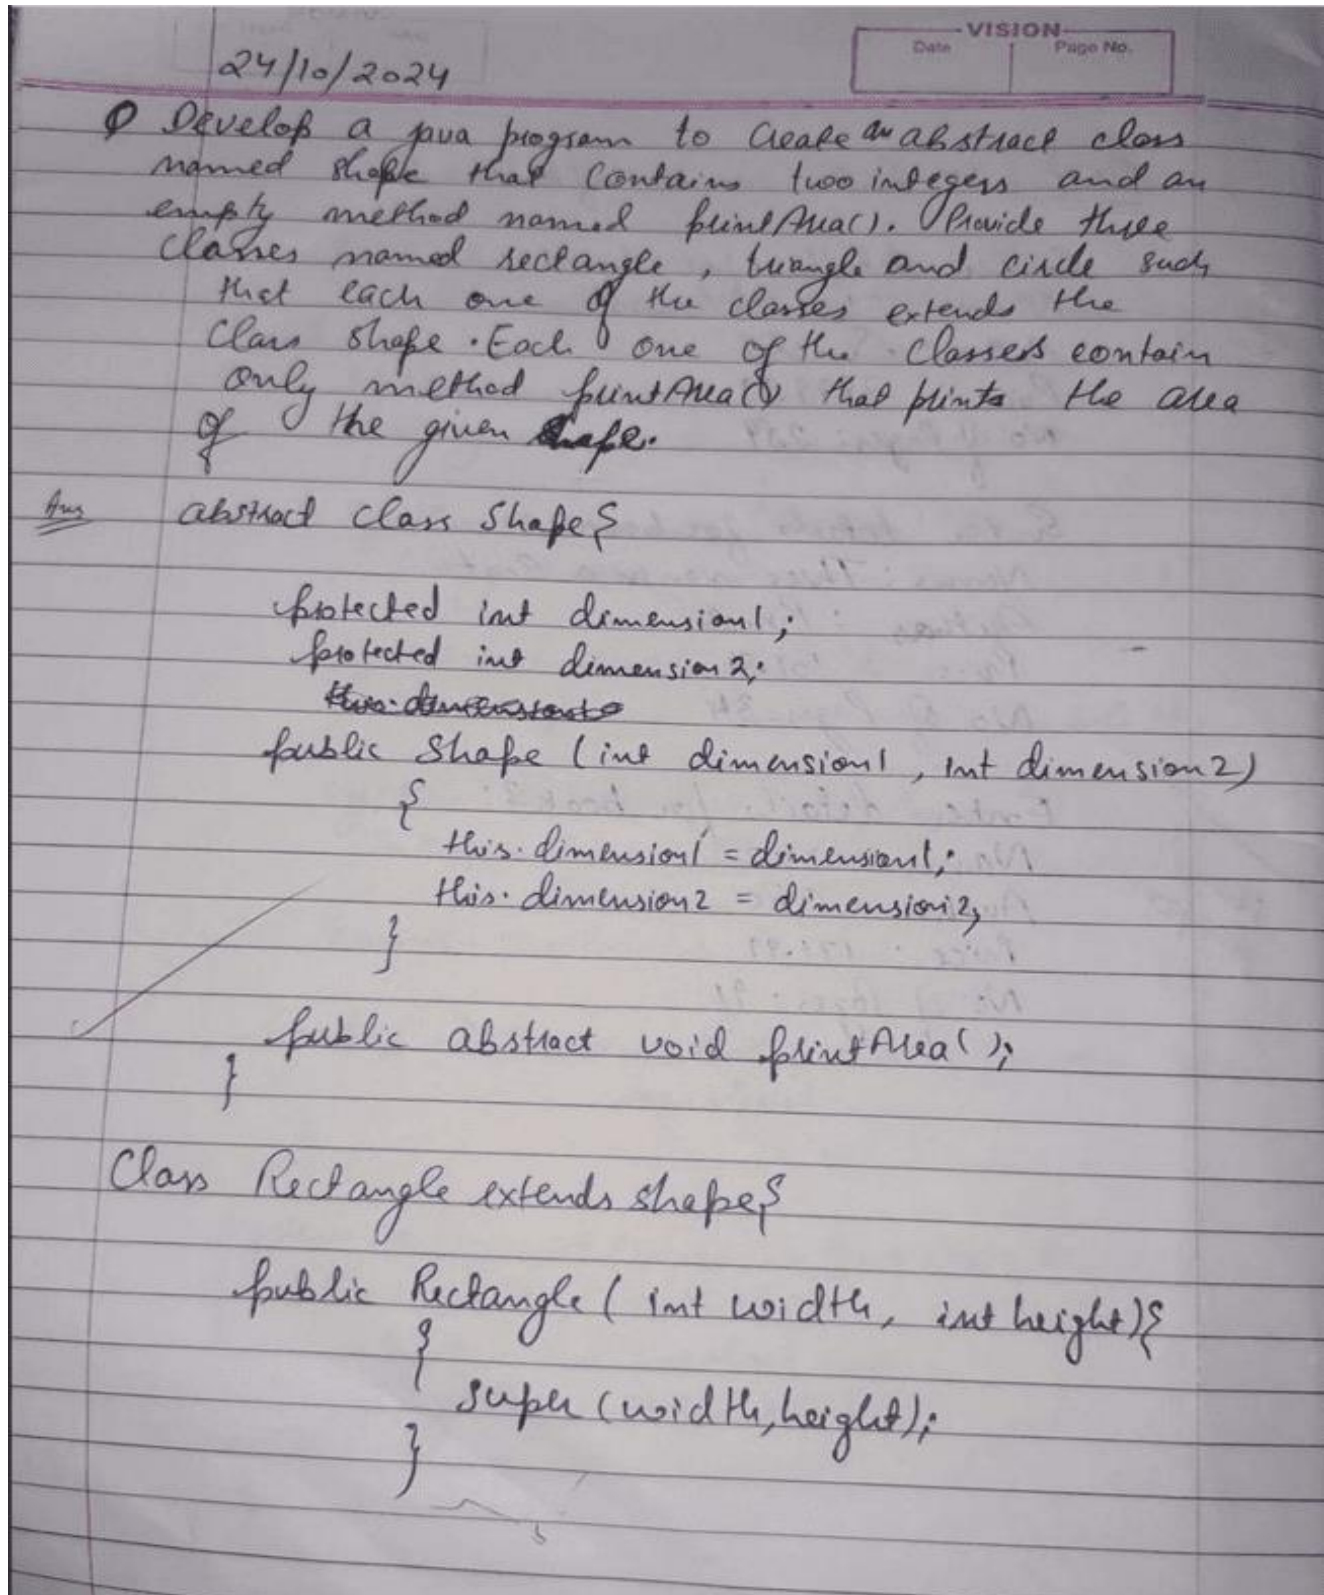 VISION
Date Page No.
24/10/2024
Q Develop a java program to create an abstract class
named shape that contains two integers and an
empty method named printArea(). Provide three
classes named rectangle, triangle and circle such
that each one of the classes extends the
class shape. Each one of the classes contain
only method printArea() that prints the area
of the given shape.
Ans abstract class Shape{
protected int dimension1;
protected int dimension2;
public Shape (int dimension1, int dimension2)
{
this.dimension1 = dimension1;
this.dimension2 = dimension2;
}
public abstract void printArea();
}
Class Rectangle extends shape{
public Rectangle (int width, int height){
{
super (width, height);
}